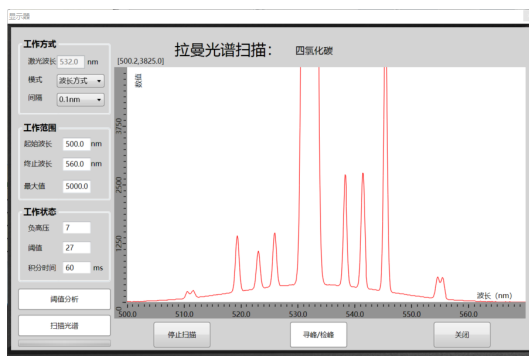 显示器
工作方式
激光波长 532.0 nm
模式 波长方式
间隔 0.1nm
工作范围
起始波长 500.0 nm
终止波长 560.0 nm
最大值 5000.0
工作状态
负高压 7
阈值 27
积分时间 60 ms
阈值分析
扫描光谱
拉曼光谱扫描： 四氯化碳
[500.2,3825.0]
数值
3750
2500
1250
0
500.0 510.0 520.0 530.0 540.0 550.0 560.0
波长（nm）
停止扫描
寻峰/检峰
关闭